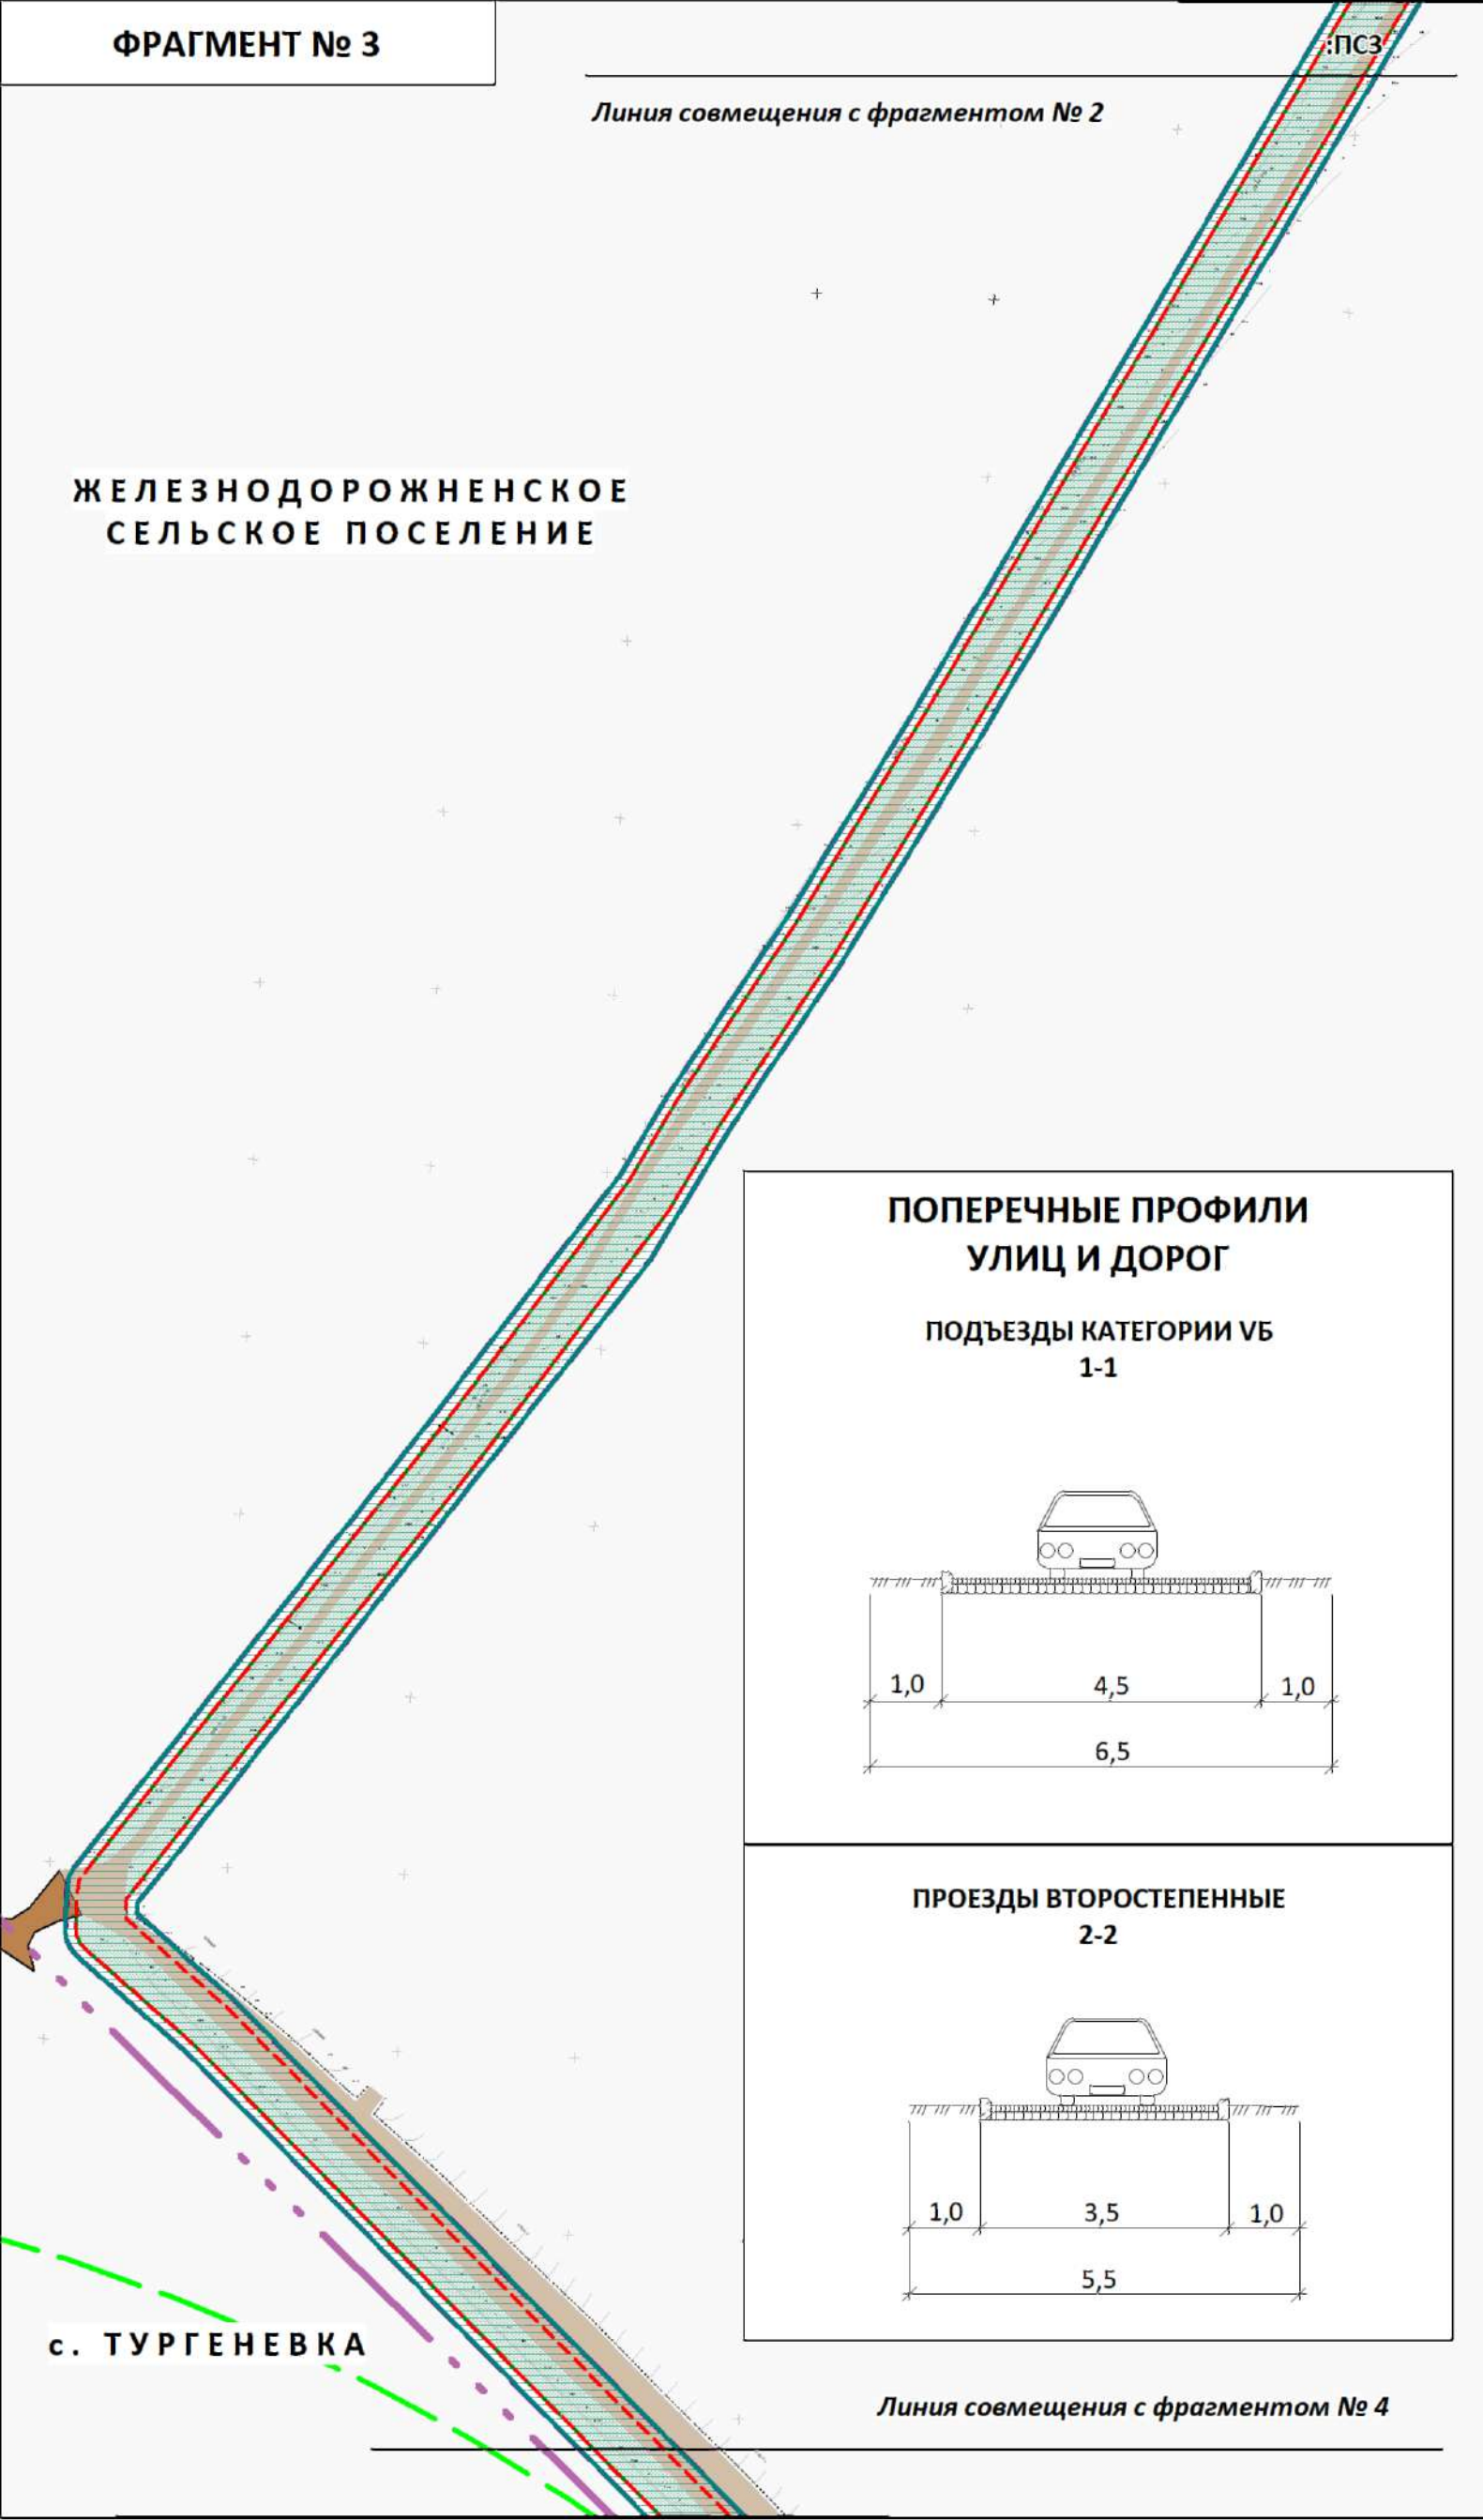 ФРАГМЕНТ № 3
:ПСЗ
Линия совмещения с фрагментом № 2
ЖЕЛЕЗНОДОРОЖНЕНСКОЕ
СЕЛЬСКОЕ ПОСЕЛЕНИЕ
ПОПЕРЕЧНЫЕ ПРОФИЛИ
УЛИЦ И ДОРОГ
ПОДЪЕЗДЫ КАТЕГОРИИ VБ
1-1
1,0 4,5 1,0
6,5
ПРОЕЗДЫ ВТОРОСТЕПЕННЫЕ
2-2
1,0 3,5 1,0
5,5
с. ТУРГЕНЕВКА
Линия совмещения с фрагментом № 4